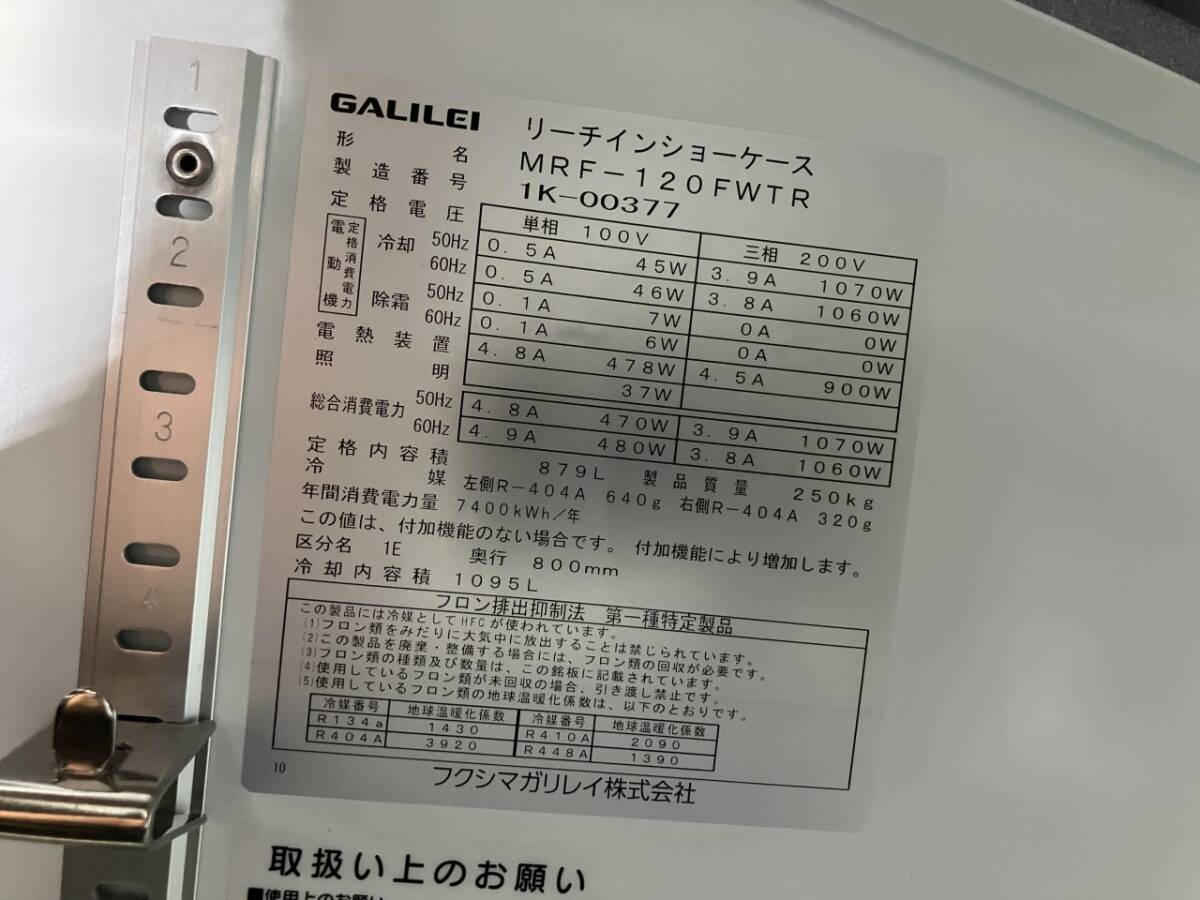 1
2
3
4
GALILEI リーチインショーケース
形名 MRF-120FWTR
製造番号 1K-00377
定格電圧 単相 100V 三相 200V
電動機 定格消費電力 冷却 50Hz 0.5A 45W 3.9A 1070W
60Hz 0.5A 46W 3.8A 1060W
除霜 50Hz 0.1A 7W 0A 0W
60Hz 0.1A 6W 0A 0W
電熱装置 4.8A 478W 4.5A 900W
照明 37W
総合消費電力 50Hz 4.8A 470W 3.9A 1070W
60Hz 4.9A 480W 3.8A 1060W
定格内容積 879L 製品質量 250kg
冷媒 左側R-404A 640g 右側R-404A 320g
年間消費電力量 7400kWh/年
この値は、付加機能のない場合です。付加機能により増加します。
区分名 1E 奥行 800mm
冷却内容積 1095L
フロン排出抑制法 第一種特定製品
この製品には冷媒としてHFCが使われています。
(1)フロン類をみだりに大気中に放出することは禁じられています。
(2)この製品を廃棄・整備する場合には、フロン類の回収が必要です。
(3)フロン類の種類及び数量は、この銘板に記載されています。
(4)使用しているフロン類が未回収の場合、引き渡し禁止です。
(5)使用しているフロン類の地球温暖化係数は、以下のとおりです。
冷媒番号 地球温暖化係数 冷媒番号 地球温暖化係数
R134a 1430 R410A 2090
R404A 3920 R448A 1390
10 フクシマガリレイ株式会社
取扱い上のお願い
■使用上のお願い